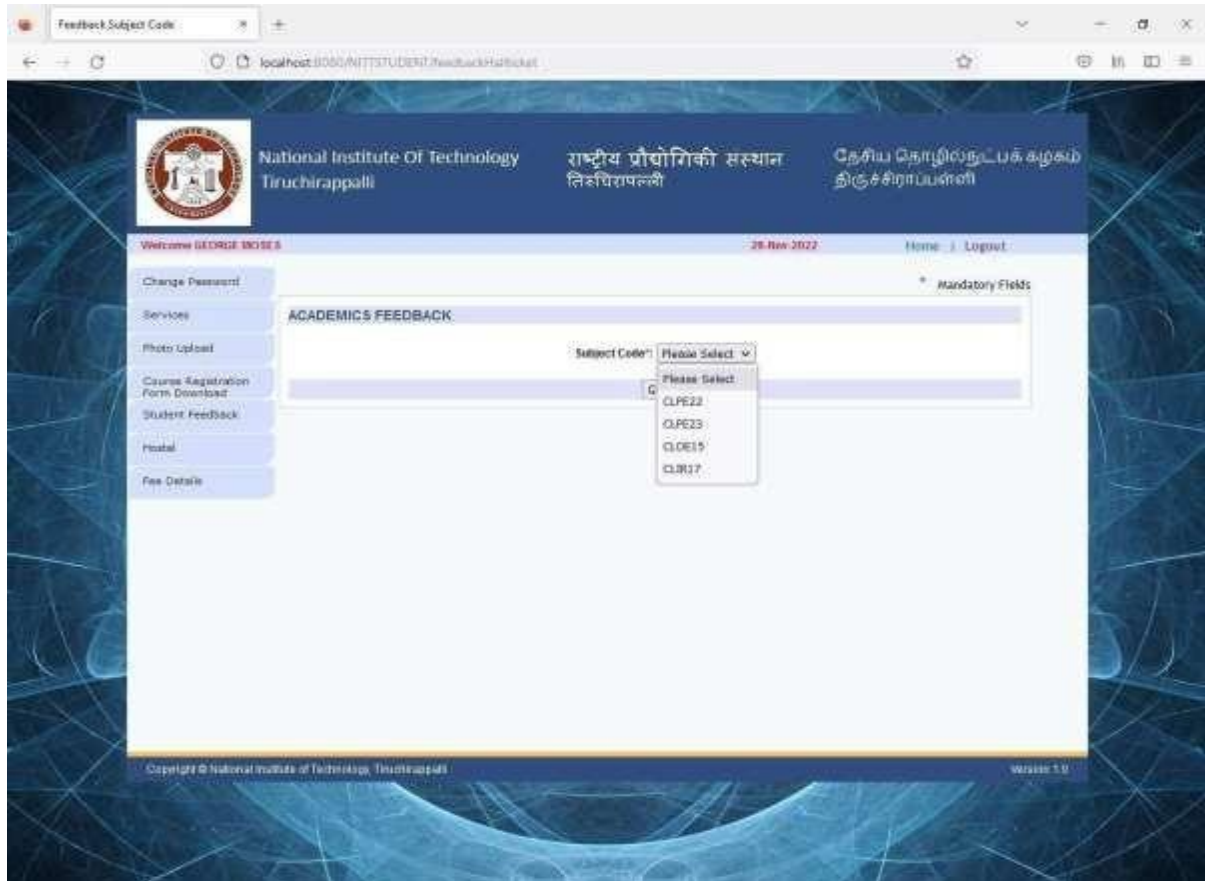 Feedback Subject Code
localhost:8080/NITTSTUDENT/feedbackHallticket
National Institute Of Technology
Tiruchirappalli
राष्ट्रीय प्रौद्योगिकी संस्थान
तिरुचिरापल्ली
தேசிய தொழில்நுட்பக் கழகம்
திருச்சிராப்பள்ளி
Welcome GEORGE MOSES
28-Nov-2022
Home | Logout
* Mandatory Fields
Change Password
Services
Photo Upload
Course Registration
Form Download
Student Feedback
Hostel
Fee Details
ACADEMICS FEEDBACK
Subject Code*: Please Select
Please Select
CLPE22
CLPE23
CLOE15
CLIR17
G
Copyright © National Institute of Technology, Tiruchirappalli
Version 1.0